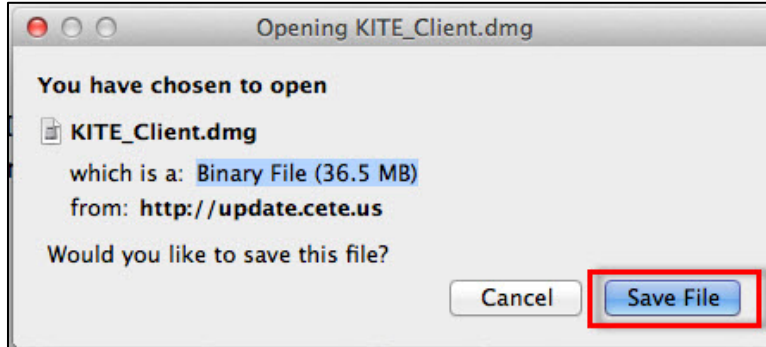 Opening KITE_Client.dmg
You have chosen to open
KITE_Client.dmg
which is a: Binary File (36.5 MB)
from: http://update.cete.us
Would you like to save this file?
Cancel Save File